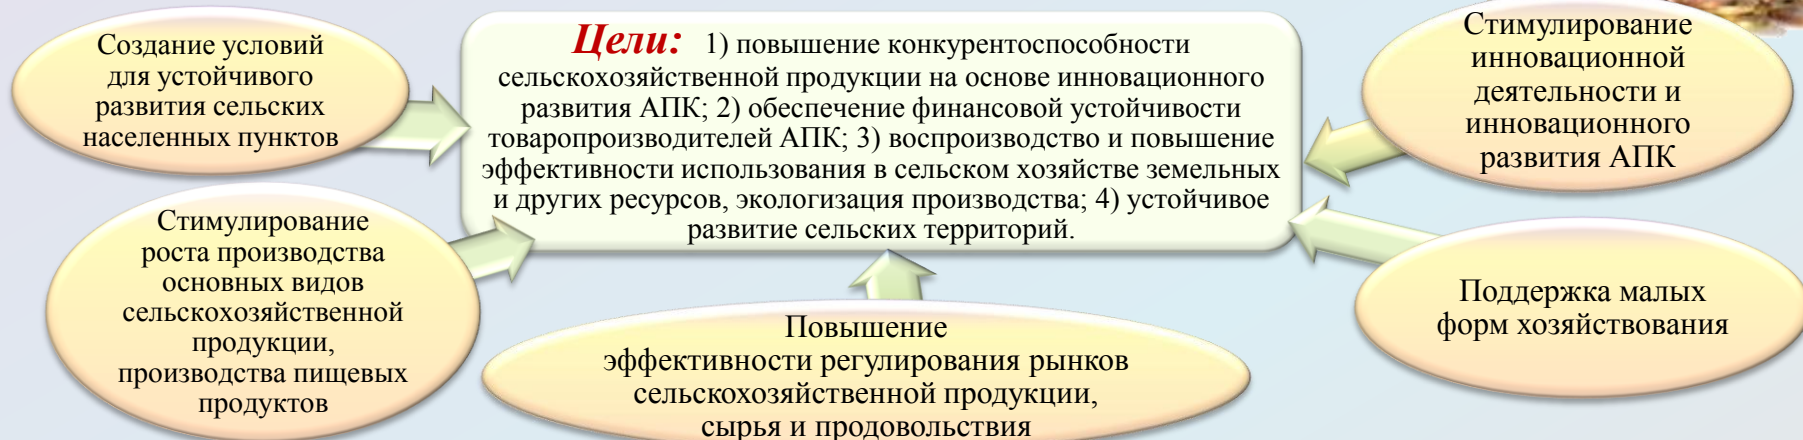 Создание условий
для устойчивого
развития сельских
населенных пунктов
Цели: 1) повышение конкурентоспособности
сельскохозяйственной продукции на основе инновационного
развития АПК; 2) обеспечение финансовой устойчивости
товаропроизводителей АПК; 3) воспроизводство и повышение
эффективности использования в сельском хозяйстве земельных
и других ресурсов, экологизация производства; 4) устойчивое
развитие сельских территорий.
Стимулирование
инновационной
деятельности и
инновационного
развития АПК
Стимулирование
роста производства
основных видов
сельскохозяйственной
продукции,
производства пищевых
продуктов
Повышение
эффективности регулирования рынков
сельскохозяйственной продукции,
сырья и продовольствия
Поддержка малых
форм хозяйствования